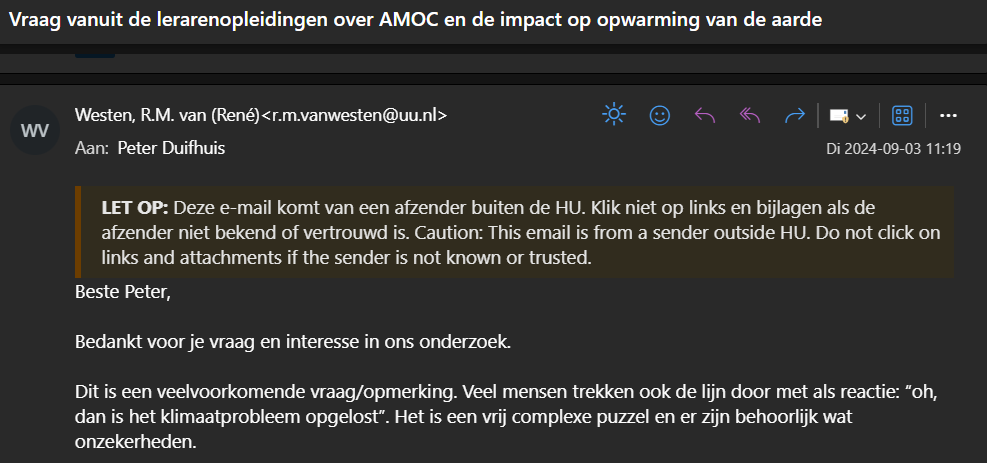 Vraag vanuit de lerarenopleidingen over AMOC en de impact op opwarming van de aarde
WV
Westen, R.M. van (René)<r.m.vanwesten@uu.nl>
Aan: Peter Duifhuis
Di 2024-09-03 11:19
LET OP: Deze e-mail komt van een afzender buiten de HU. Klik niet op links en bijlagen als de
afzender niet bekend of vertrouwd is. Caution: This email is from a sender outside HU. Do not click on
links and attachments if the sender is not known or trusted.
Beste Peter,
Bedankt voor je vraag en interesse in ons onderzoek.
Dit is een veelvoorkomende vraag/opmerking. Veel mensen trekken ook de lijn door met als reactie: “oh,
dan is het klimaatprobleem opgelost”. Het is een vrij complexe puzzel en er zijn behoorlijk wat
onzekerheden.